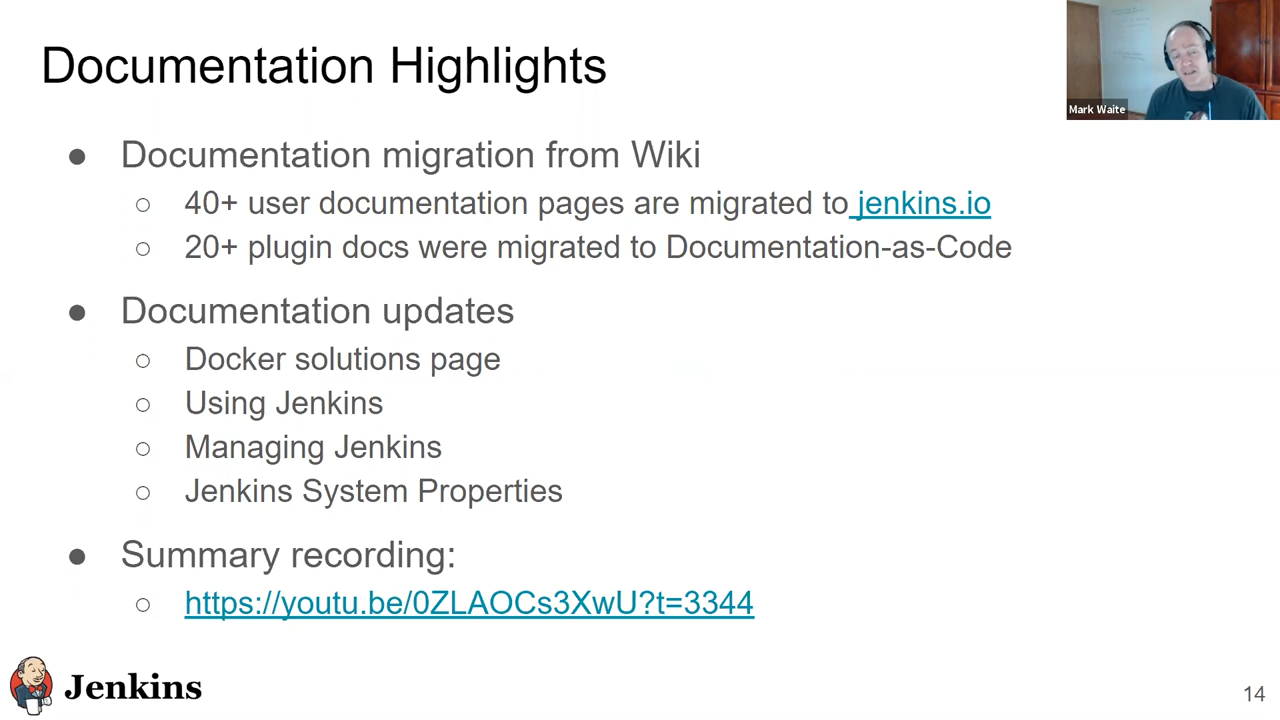 Documentation Highlights
Mark Waite
● Documentation migration from Wiki
○ 40+ user documentation pages are migrated to jenkins.io
○ 20+ plugin docs were migrated to Documentation-as-Code
● Documentation updates
○ Docker solutions page
○ Using Jenkins
○ Managing Jenkins
○ Jenkins System Properties
● Summary recording:
○ https://youtu.be/0ZLAOCs3XwU?t=3344
Jenkins
14